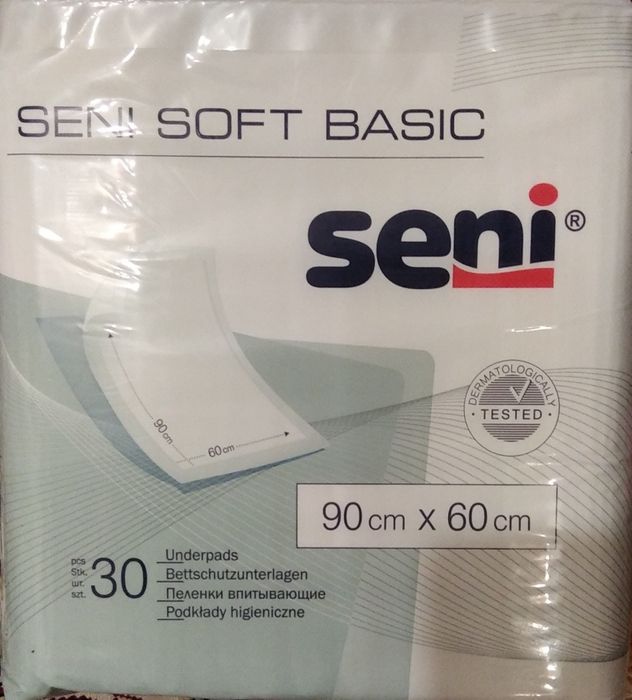 SENI SOFT BASIC
seni®
DERMATOLOGICALLY
• TESTED •
90 cm
60 cm
90 cm x 60 cm
pcs
Stk.
шт.
szt.
30
Underpads
Bettschutzunterlagen
Пеленки впитывающие
Podkłady higieniczne